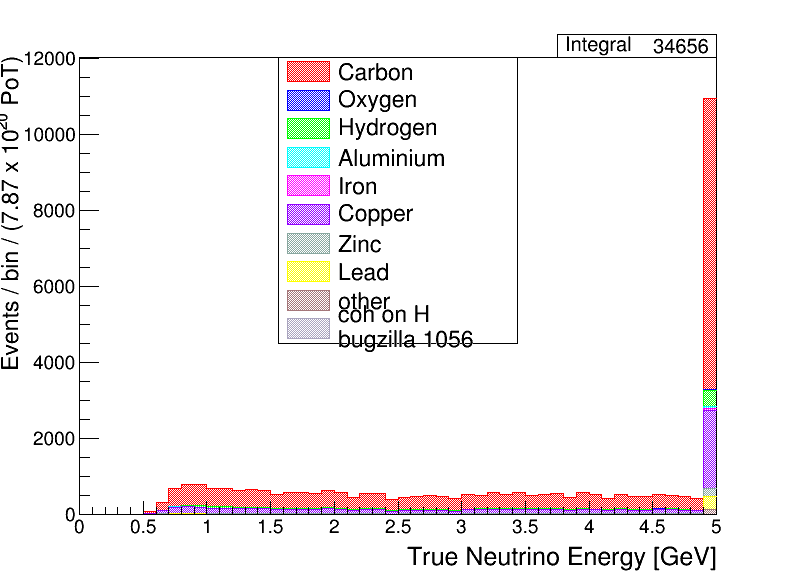 Integral 34656
Events / bin / (7.87 x 10^20 PoT)
12000
10000
8000
6000
4000
2000
0
Carbon
Oxygen
Hydrogen
Aluminium
Iron
Copper
Zinc
Lead
other
coh on H
bugzilla 1056
0 0.5 1 1.5 2 2.5 3 3.5 4 4.5 5
True Neutrino Energy [GeV]